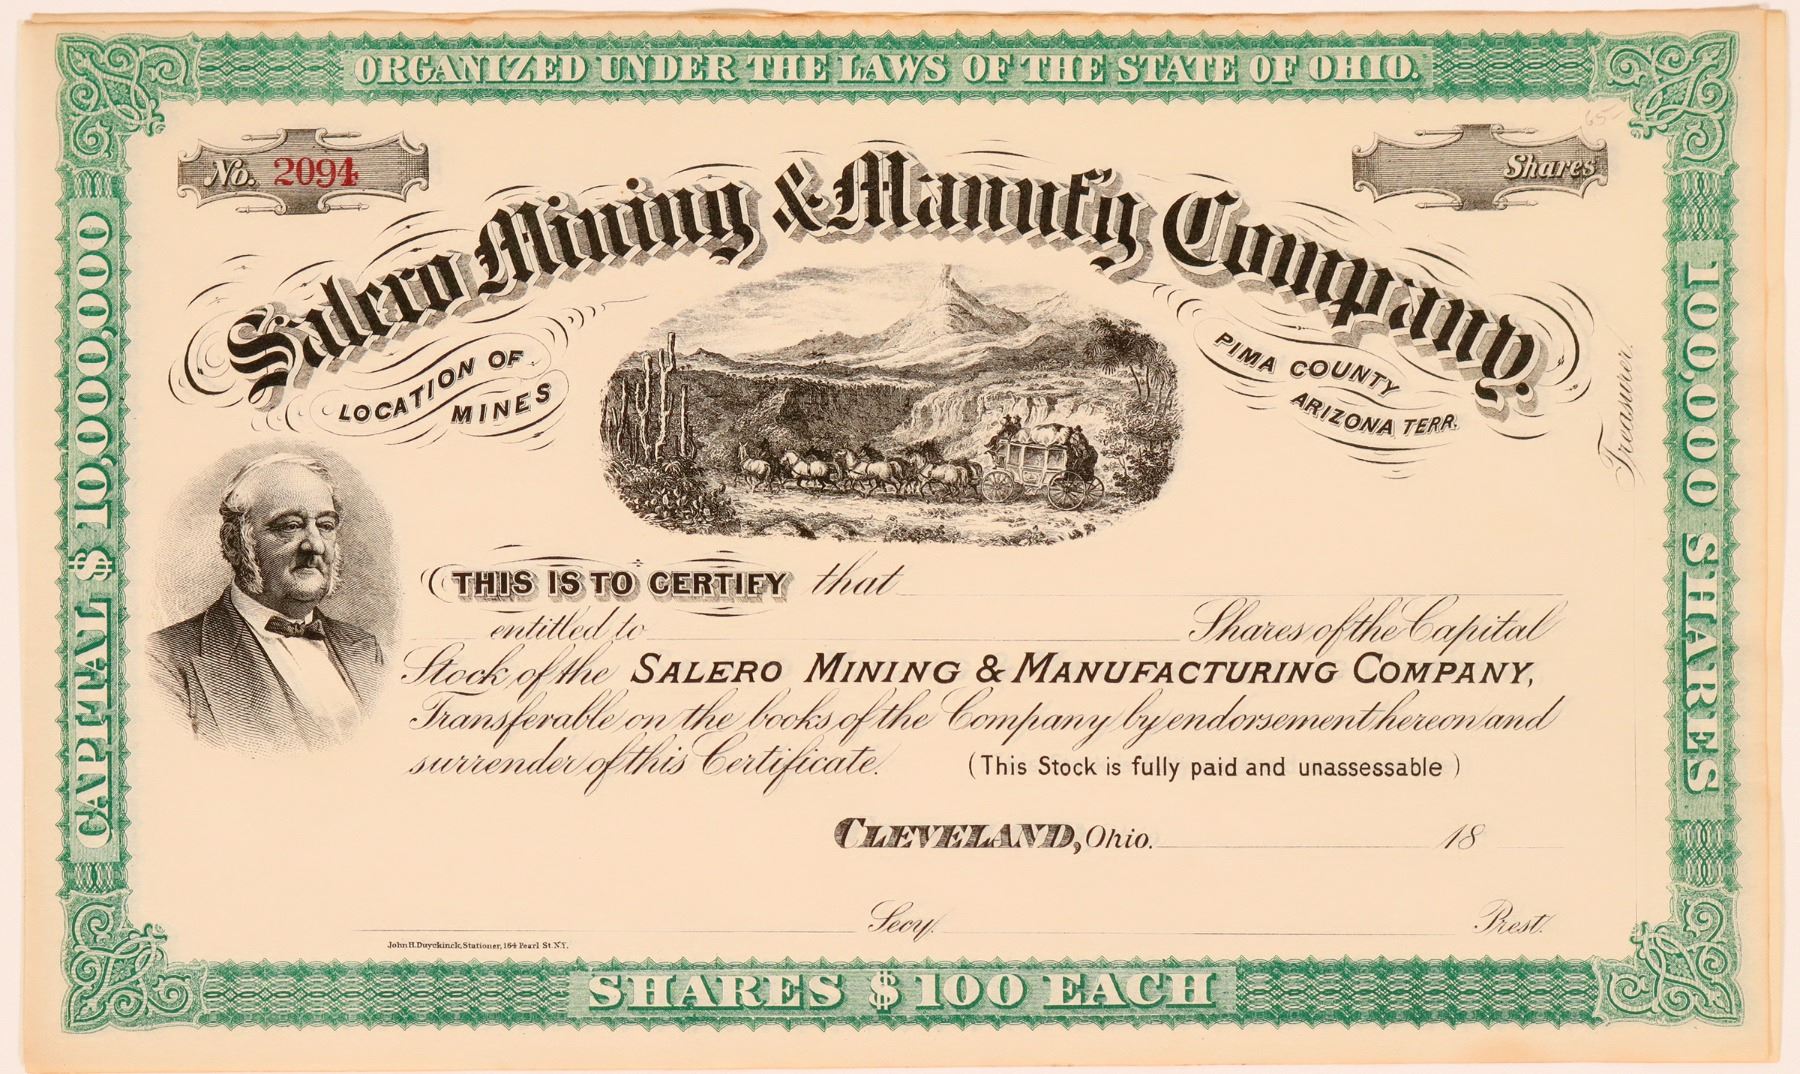 ORGANIZED UNDER THE LAWS OF THE STATE OF OHIO.
65-
No. 2094
Shares
Salero Mining & Manuf'g Company.
LOCATION OF
MINES
PIMA COUNTY
ARIZONA TERR.
Treasurer.
CAPITAL $10,000,000
100,000 SHARES
THIS IS TO CERTIFY that
entitled to Shares of the Capital
Stock of the SALERO MINING & MANUFACTURING COMPANY,
Transferable on the books of the Company by endorsement hereon and
surrender of this Certificate. (This Stock is fully paid and unassessable)
CLEVELAND, Ohio. 18
Secy. Prest.
John H. Duyckinck, Stationer, 164 Pearl St. N.Y.
SHARES $100 EACH